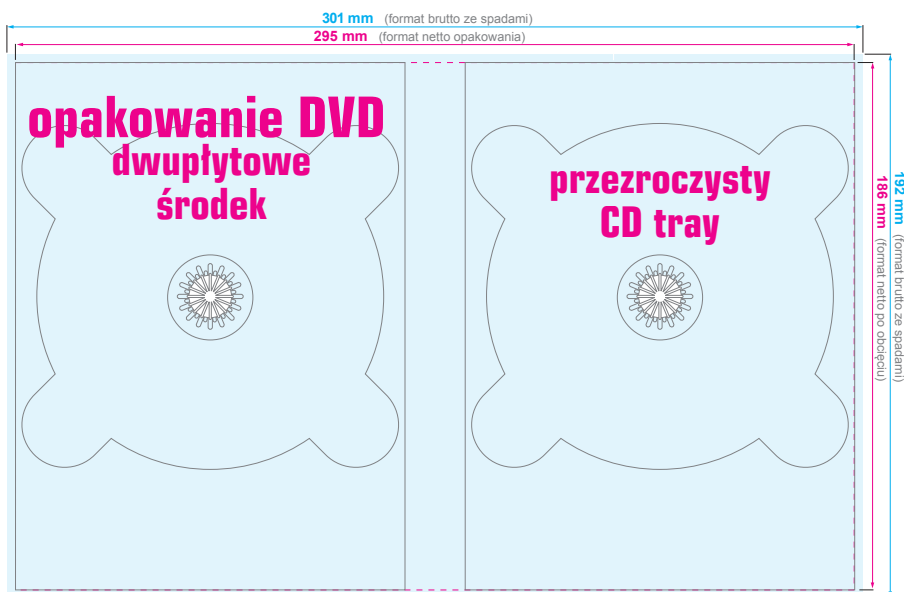 301 mm (format brutto ze spadami)
295 mm (format netto opakowania)
opakowanie DVD
dwupłytowe
środek
przezroczysty
CD tray
192 mm (format brutto ze spadami)
186 mm (format netto po obcięciu)